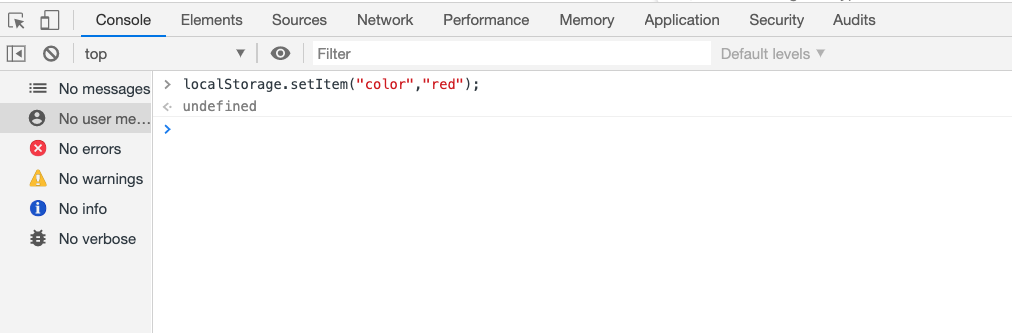 Console Elements Sources Network Performance Memory Application Security Audits
top ▼ Filter Default levels ▼
No messages
No user me...
No errors
No warnings
No info
No verbose
> localStorage.setItem("color","red");
<· undefined
>